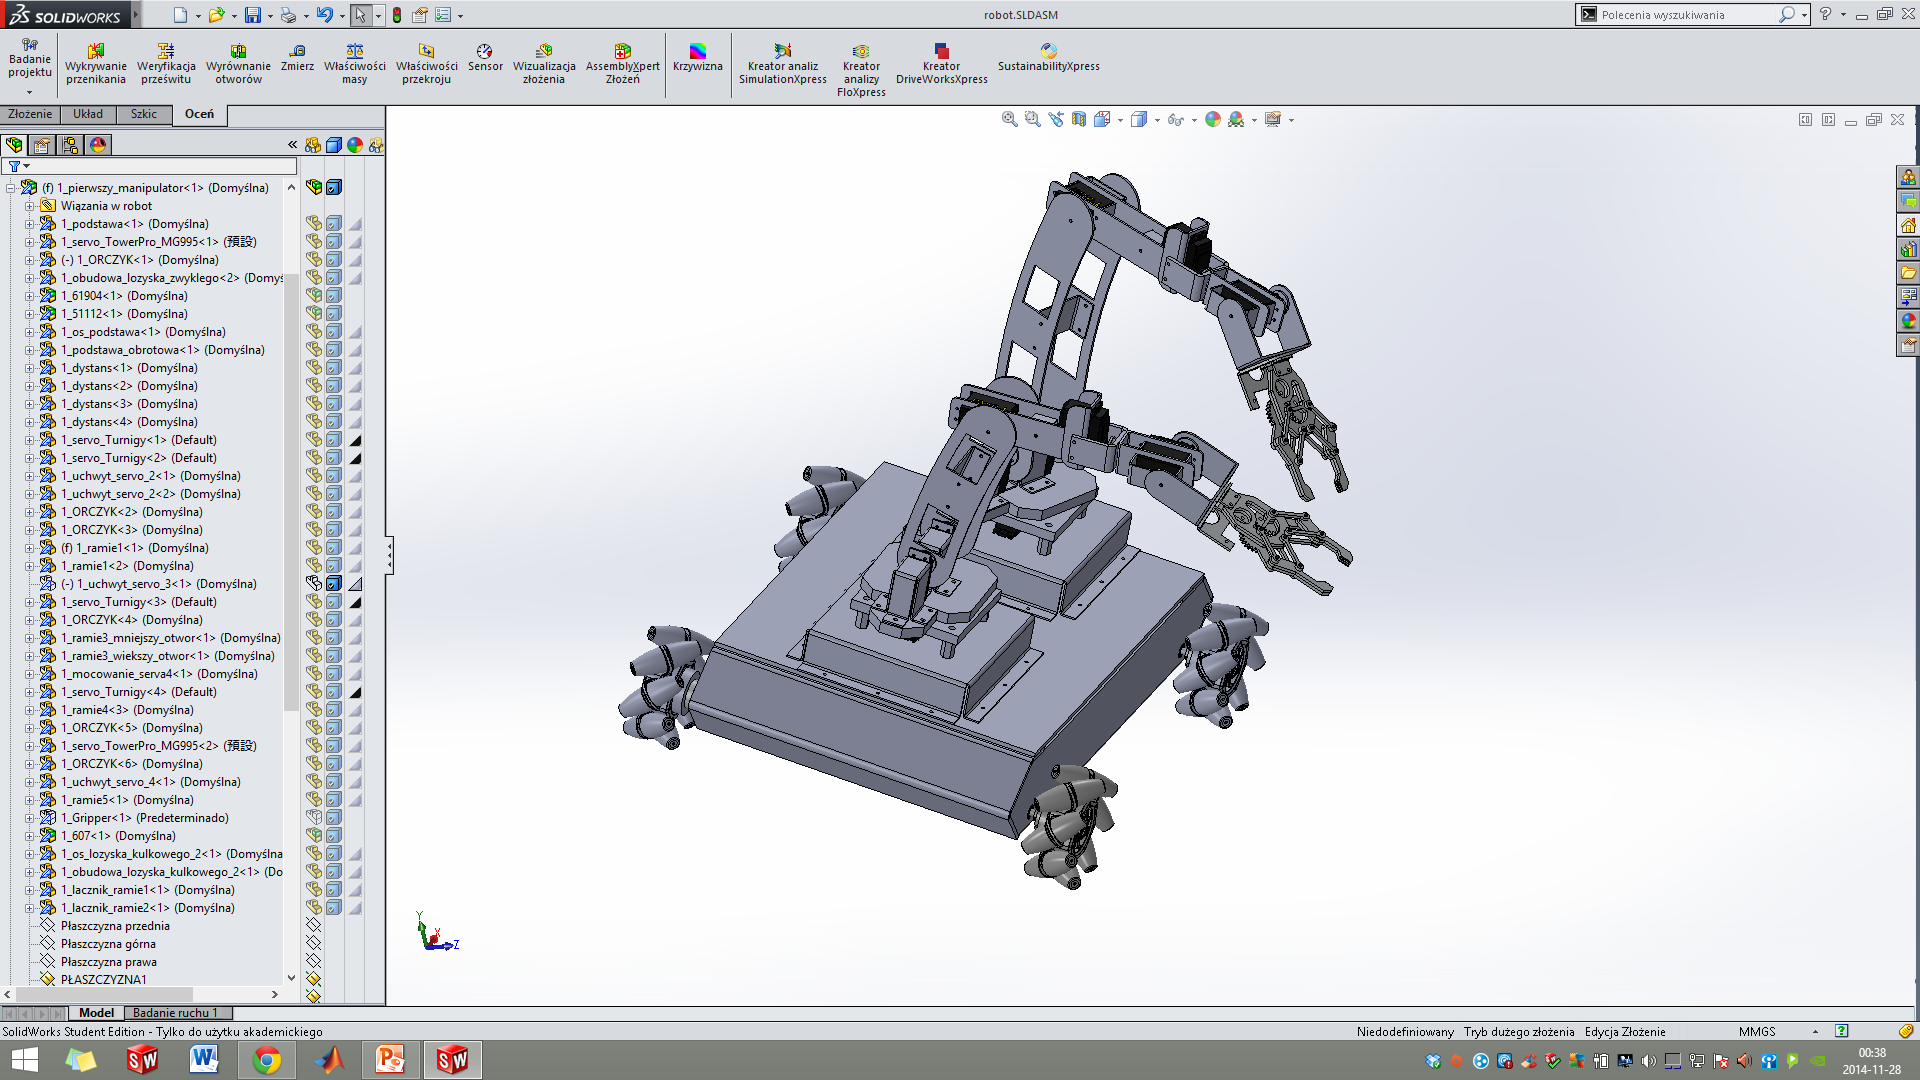 SOLIDWORKS
robot.SLDASM
Polecenia wyszukiwania
Badanie projektu
Wykrywanie przenikania
Weryfikacja prześwitu
Wyrównanie otworów
Zmierz
Właściwości masy
Właściwości przekroju
Sensor
Wizualizacja złożenia
AssemblyXpert Złożeń
Krzywizna
Kreator analiz SimulationXpress
Kreator analizy FloXpress
Kreator DriveWorksXpress
SustainabilityXpress
Złożenie
Układ
Szkic
Oceń
(f) 1_pierwszy_manipulator<1> (Domyślna)
Wiązania w robot
1_podstawa<1> (Domyślna)
1_servo_TowerPro_MG995<1> (預設)
(-) 1_ORCZYK<1> (Domyślna)
1_obudowa_lozyska_zwyklego<2> (Domyś
1_61904<1> (Domyślna)
1_51112<1> (Domyślna)
1_os_podstawa<1> (Domyślna)
1_podstawa_obrotowa<1> (Domyślna)
1_dystans<1> (Domyślna)
1_dystans<2> (Domyślna)
1_dystans<3> (Domyślna)
1_dystans<4> (Domyślna)
1_servo_Turnigy<1> (Default)
1_servo_Turnigy<2> (Default)
1_uchwyt_servo_2<1> (Domyślna)
1_uchwyt_servo_2<2> (Domyślna)
1_ORCZYK<2> (Domyślna)
1_ORCZYK<3> (Domyślna)
(f) 1_ramie1<1> (Domyślna)
1_ramie1<2> (Domyślna)
(-) 1_uchwyt_servo_3<1> (Domyślna)
1_servo_Turnigy<3> (Default)
1_ORCZYK<4> (Domyślna)
1_ramie3_mniejszy_otwor<1> (Domyślna)
1_ramie3_wiekszy_otwor<1> (Domyślna)
1_mocowanie_serva4<1> (Domyślna)
1_servo_Turnigy<4> (Default)
1_ramie4<3> (Domyślna)
1_ORCZYK<5> (Domyślna)
1_servo_TowerPro_MG995<2> (預設)
1_ORCZYK<6> (Domyślna)
1_uchwyt_servo_4<1> (Domyślna)
1_ramie5<1> (Domyślna)
1_Gripper<1> (Predeterminado)
1_607<1> (Domyślna)
1_os_lozyska_kulkowego_2<1> (Domyślna
1_obudowa_lozyska_kulkowego_2<1> (Do
1_lacznik_ramie1<1> (Domyślna)
1_lacznik_ramie2<1> (Domyślna)
Płaszczyzna przednia
Płaszczyzna górna
Płaszczyzna prawa
PŁASZCZYZNA1
Y
X
Z
Model
Badanie ruchu 1
SolidWorks Student Edition - Tylko do użytku akademickiego
Niedodefiniowany
Tryb dużego złożenia
Edycja Złożenie
MMGS
00:38
2014-11-28